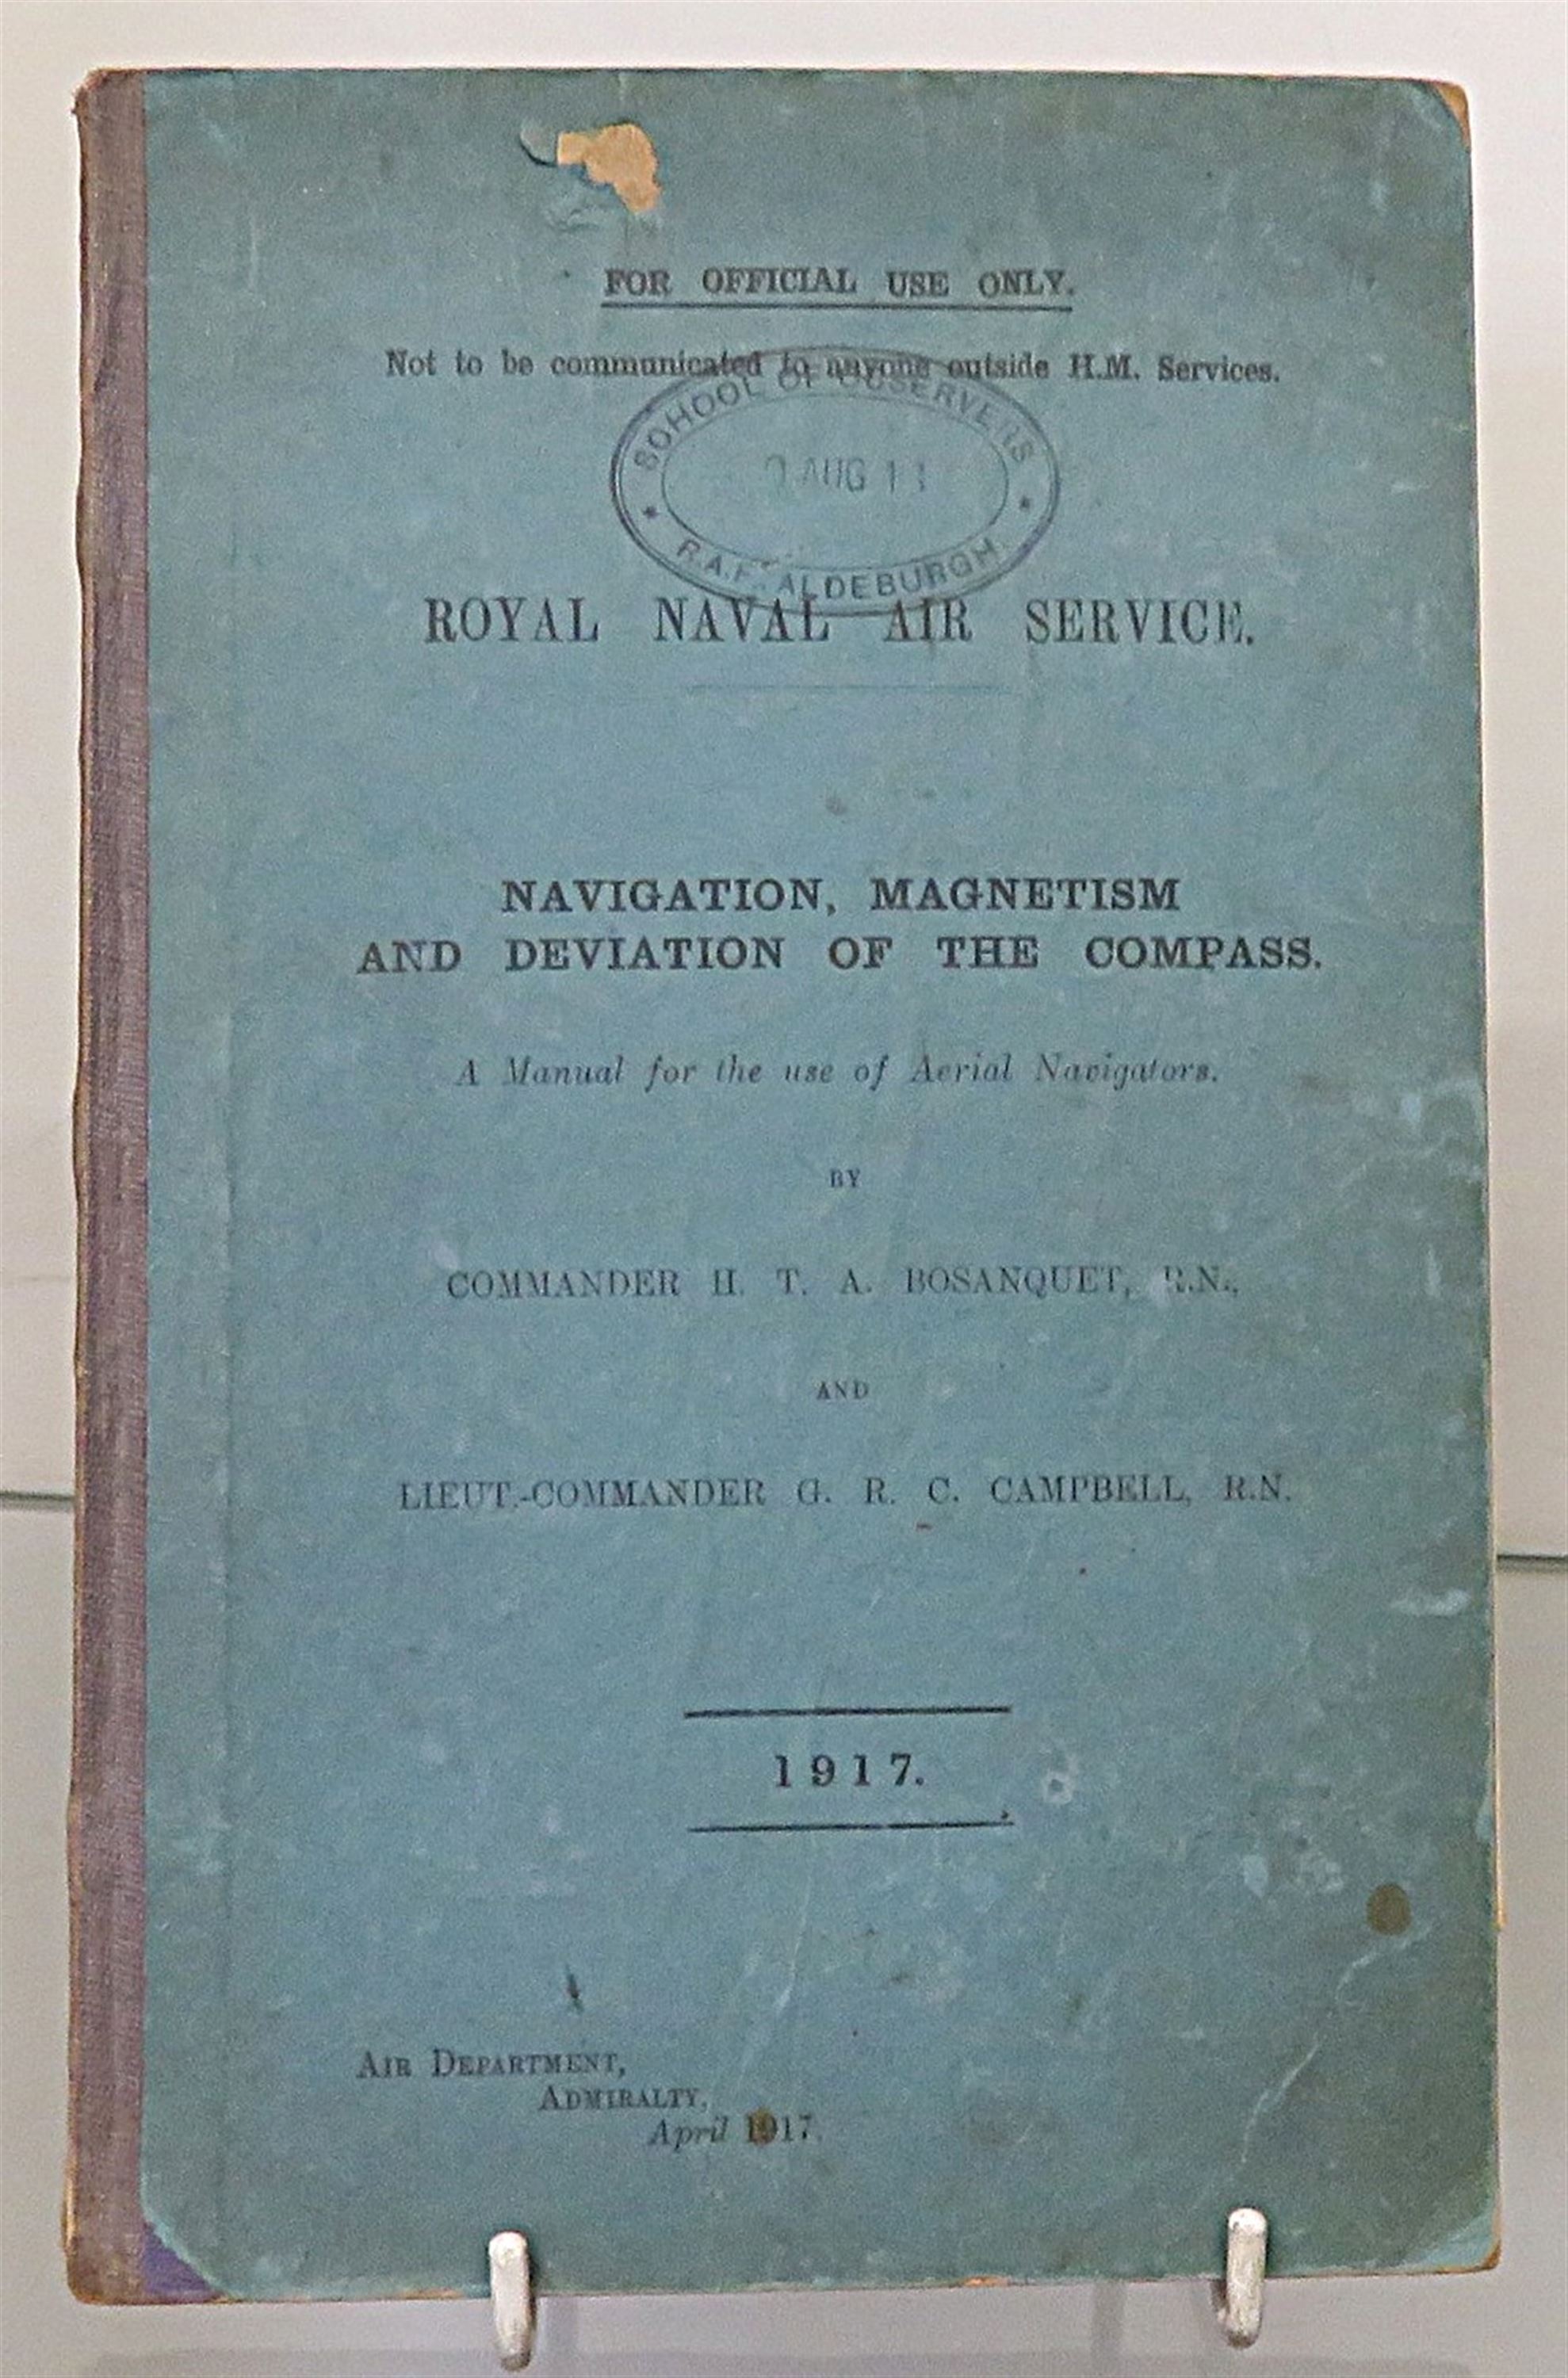 FOR OFFICIAL USE ONLY.
Not to be communicated to anyone outside H.M. Services.
SCHOOL OF OBSERVERS
AUG
R.A.F. ALDEBURGH.
ROYAL NAVAL AIR SERVICE.
NAVIGATION, MAGNETISM
AND DEVIATION OF THE COMPASS.
A Manual for the use of Aerial Navigators.
BY
COMMANDER H. T. A. BOSANQUET, R.N.,
AND
LIEUT.-COMMANDER G. R. C. CAMPBELL, R.N.
1917.
AIR DEPARTMENT,
ADMIRALTY,
April 1917.